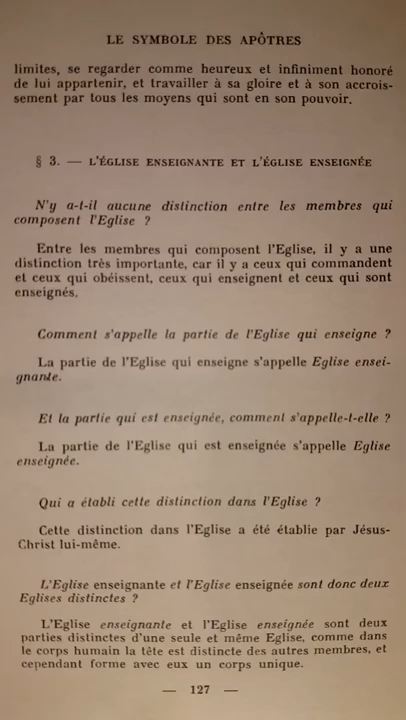 LE SYMBOLE DES APÔTRES
limites, se regarder comme heureux et infiniment honoré
de lui appartenir, et travailler à sa gloire et à son accrois-
sement par tous les moyens qui sont en son pouvoir.
§ 3. — L'ÉGLISE ENSEIGNANTE ET L'ÉGLISE ENSEIGNÉE
N'y a-t-il aucune distinction entre les membres qui
composent l'Eglise ?
Entre les membres qui composent l'Eglise, il y a une
distinction très importante, car il y a ceux qui commandent
et ceux qui obéissent, ceux qui enseignent et ceux qui sont
enseignés.
Comment s'appelle la partie de l'Eglise qui enseigne ?
La partie de l'Eglise qui enseigne s'appelle Eglise ensei-
gnante.
Et la partie qui est enseignée, comment s'appelle-t-elle ?
La partie de l'Eglise qui est enseignée s'appelle Eglise
enseignée.
Qui a établi cette distinction dans l'Eglise ?
Cette distinction dans l'Eglise a été établie par Jésus-
Christ lui-même.
L'Eglise enseignante et l'Eglise enseignée sont donc deux
Eglises distinctes ?
L'Eglise enseignante et l'Eglise enseignée sont deux
parties distinctes d'une seule et même Eglise, comme dans
le corps humain la tête est distincte des autres membres, et
cependant forme avec eux un corps unique.
— 127 —